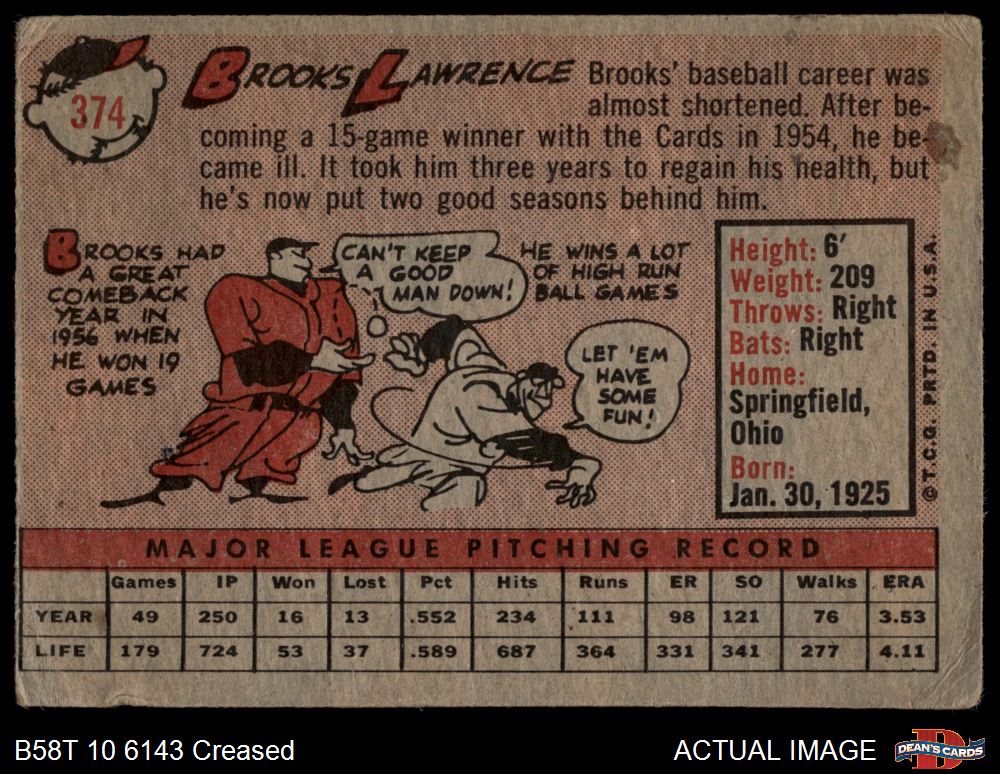 374
BROOKS LAWRENCE
Brooks' baseball career was
almost shortened. After be-
coming a 15-game winner with the Cards in 1954, he be-
came ill. It took him three years to regain his health, but
he's now put two good seasons behind him.
BROOKS HAD
A GREAT
COMEBACK
YEAR IN
1956 WHEN
HE WON 19
GAMES
CAN'T KEEP
A GOOD
MAN DOWN!
HE WINS A LOT
OF HIGH RUN
BALL GAMES
LET 'EM
HAVE
SOME
FUN!
Height: 6'
Weight: 209
Throws: Right
Bats: Right
Home:
Springfield,
Ohio
Born:
Jan. 30, 1925
© T.C.G. PRTD. IN U.S.A.
MAJOR LEAGUE PITCHING RECORD
Games IP Won Lost Pct Hits Runs ER SO Walks ERA
YEAR 49 250 16 13 .552 234 111 98 121 76 3.53
LIFE 179 724 53 37 .589 687 364 331 341 277 4.11
B58T 10 6143 Creased
ACTUAL IMAGE
DEAN'S CARDS